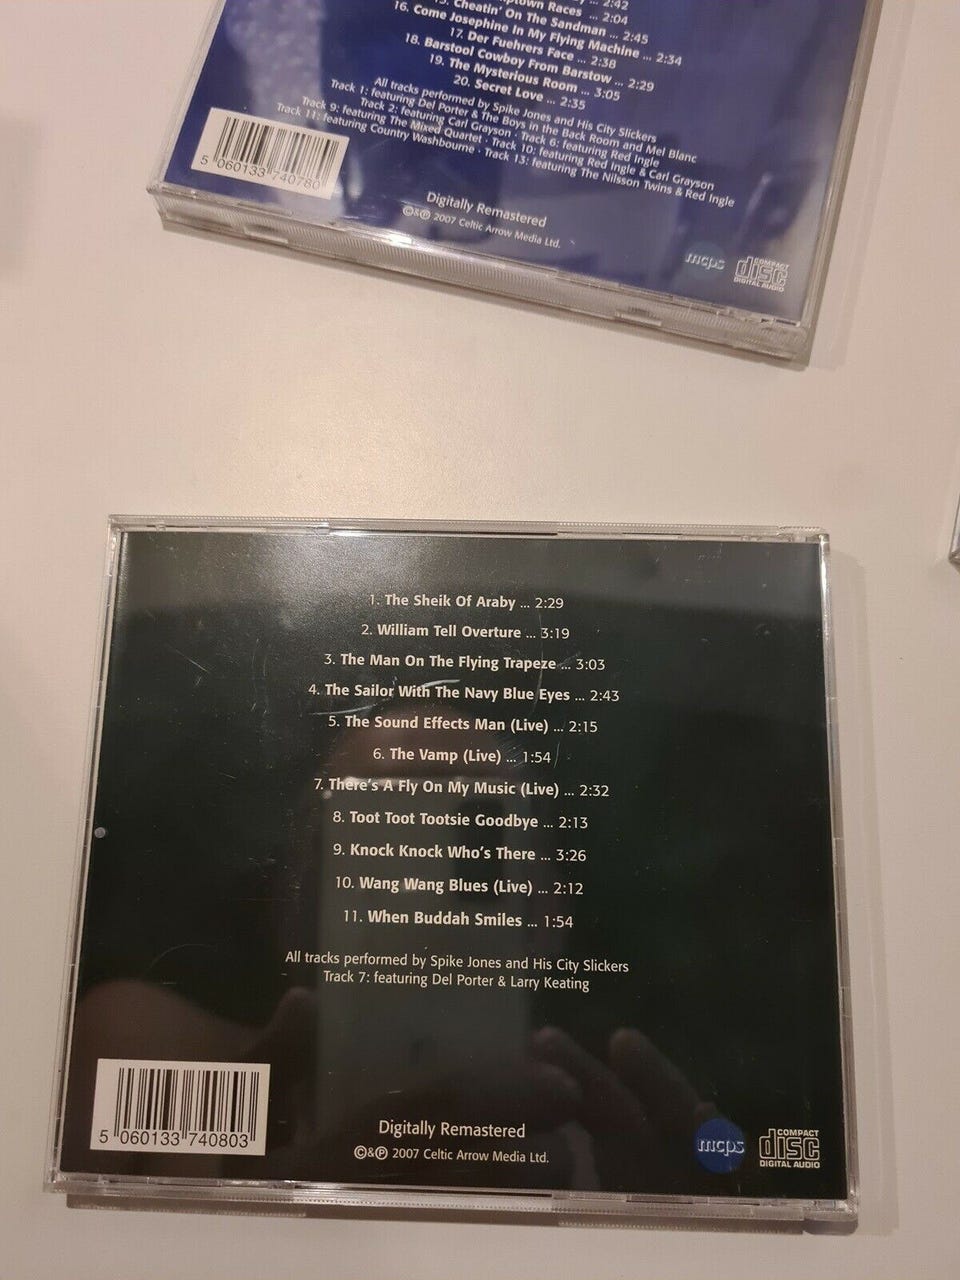 2:42
ptown Races ... 2:04
15. Cheatin' On The Sandman ... 2:45
16. Come Josephine In My Flying Machine ... 2:34
17. Der Fuehrers Face ... 2:38
18. Barstool Cowboy From Barstow ... 2:29
19. The Mysterious Room ... 3:05
20. Secret Love ... 2:35
All tracks performed by Spike Jones and His City Slickers
Track 1: featuring Del Porter & The Boys in the Back Room and Mel Blanc
Track 2: featuring Carl Grayson · Track 6: featuring Red Ingle
Track 9: featuring The Mixed Quartet · Track 10: featuring Red Ingle & Carl Grayson
Track 11: featuring Country Washbourne · Track 13: featuring The Nilsson Twins & Red Ingle
5 060133 740780
Digitally Remastered
©&℗ 2007 Celtic Arrow Media Ltd.
mcps
COMPACT
disc
DIGITAL AUDIO
1. The Sheik Of Araby ... 2:29
2. William Tell Overture ... 3:19
3. The Man On The Flying Trapeze ... 3:03
4. The Sailor With The Navy Blue Eyes ... 2:43
5. The Sound Effects Man (Live) ... 2:15
6. The Vamp (Live) ... 1:54
7. There's A Fly On My Music (Live) ... 2:32
8. Toot Toot Tootsie Goodbye ... 2:13
9. Knock Knock Who's There ... 3:26
10. Wang Wang Blues (Live) ... 2:12
11. When Buddah Smiles ... 1:54
All tracks performed by Spike Jones and His City Slickers
Track 7: featuring Del Porter & Larry Keating
5 060133 740803
Digitally Remastered
©&℗ 2007 Celtic Arrow Media Ltd.
mcps
COMPACT
disc
DIGITAL AUDIO